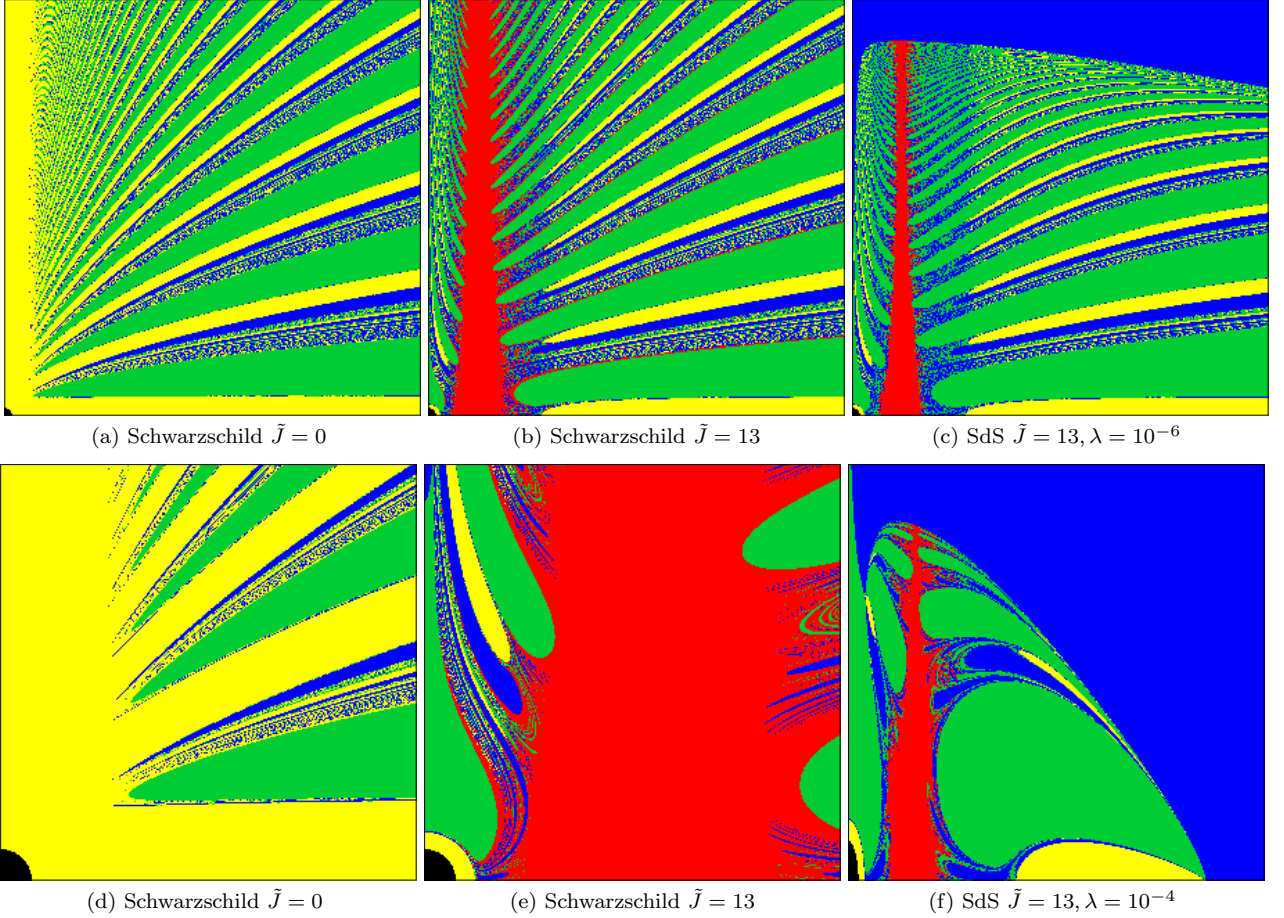 (a) Schwarzschild J̃ = 0
(b) Schwarzschild J̃ = 13
(c) SdS J̃ = 13, λ = 10⁻⁶
(d) Schwarzschild J̃ = 0
(e) Schwarzschild J̃ = 13
(f) SdS J̃ = 13, λ = 10⁻⁴